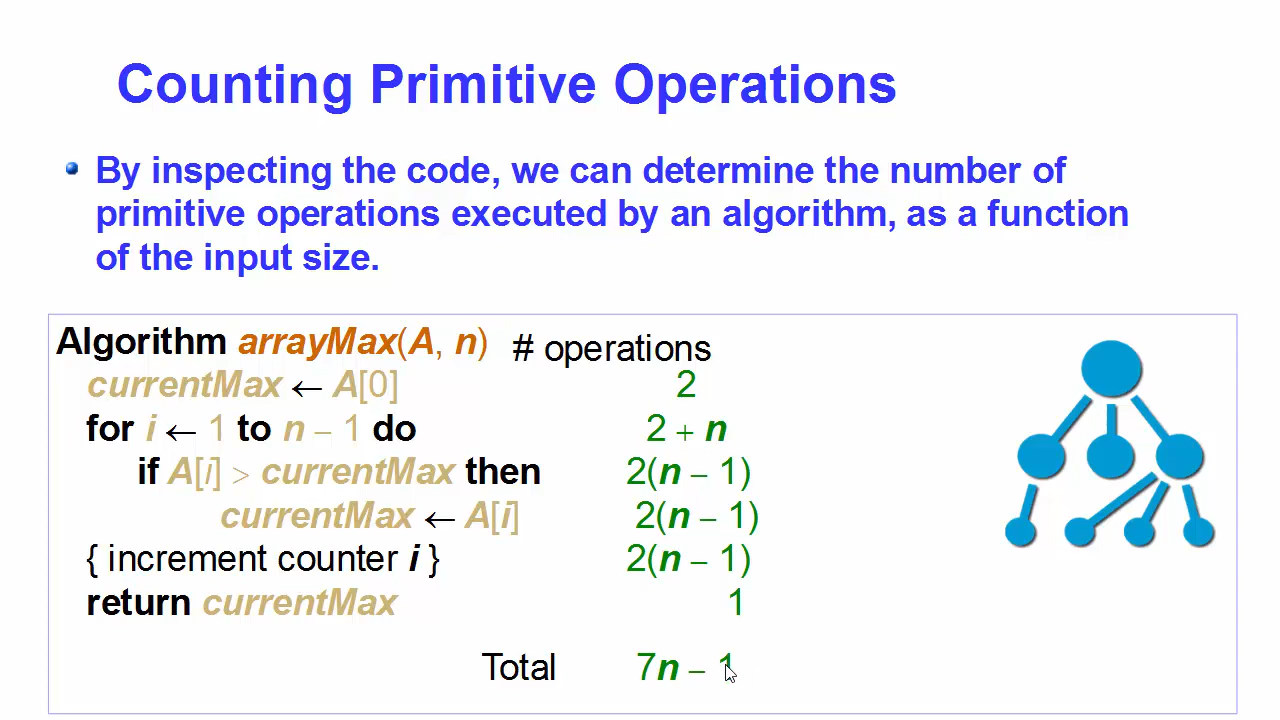 Counting Primitive Operations
By inspecting the code, we can determine the number of
primitive operations executed by an algorithm, as a function
of the input size.
Algorithm arrayMax(A, n) # operations
currentMax ← A[0] 2
for i ← 1 to n − 1 do 2 + n
if A[i] > currentMax then 2(n − 1)
currentMax ← A[i] 2(n − 1)
{ increment counter i } 2(n − 1)
return currentMax 1
Total 7n − 1